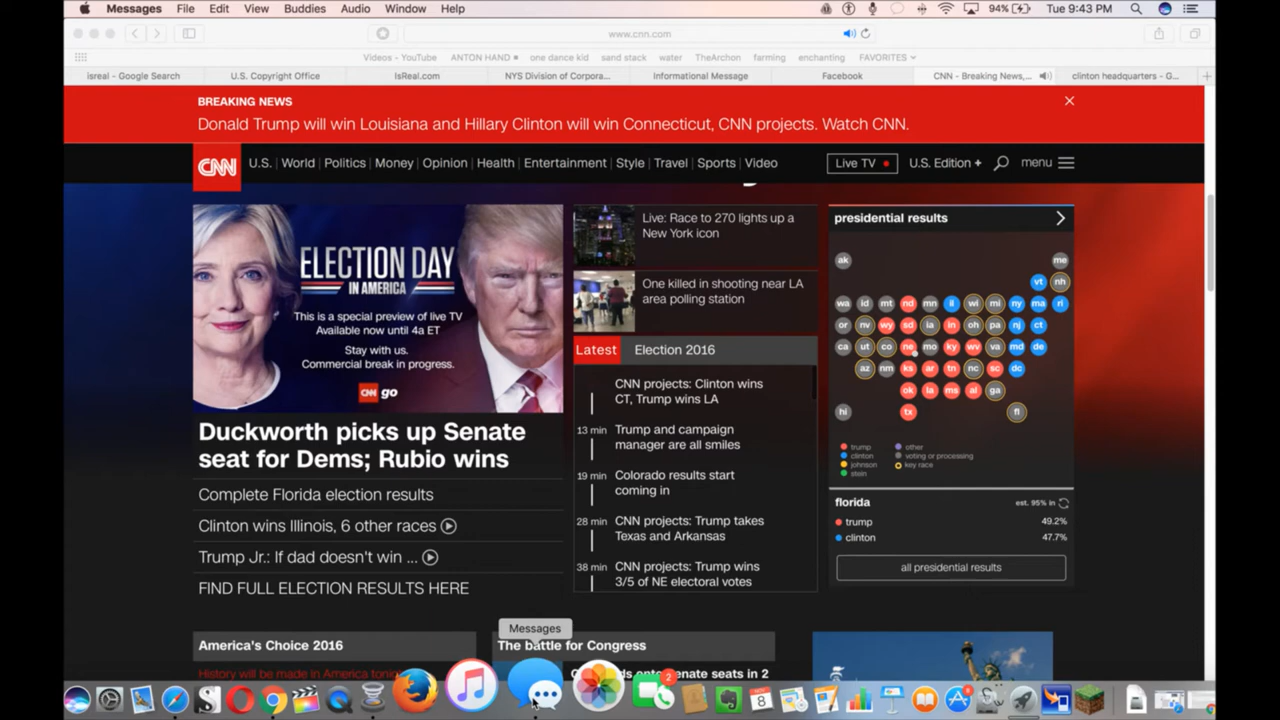 Messages File Edit View Buddies Audio Window Help 94% Tue 9:43 PM
www.cnn.com
Videos - YouTube ANTON HAND one dance kid sand stack water TheArchon farming enchanting FAVORITES
isreal - Google Search U.S. Copyright Office IsReal.com NYS Division of Corpora... Informational Message Facebook CNN - Breaking News,... clinton headquarters - G...
BREAKING NEWS
Donald Trump will win Louisiana and Hillary Clinton will win Connecticut, CNN projects. Watch CNN.
CNN U.S. World Politics Money Opinion Health Entertainment Style Travel Sports Video Live TV U.S. Edition + menu
ELECTION DAY
IN AMERICA
This is a special preview of live TV
Available now until 4a ET
Stay with us.
Commercial break in progress.
CNN go
Duckworth picks up Senate
seat for Dems; Rubio wins
Complete Florida election results
Clinton wins Illinois, 6 other races
Trump Jr.: If dad doesn't win ...
FIND FULL ELECTION RESULTS HERE
Live: Race to 270 lights up a
New York icon
One killed in shooting near LA
area polling station
Latest Election 2016
CNN projects: Clinton wins
CT, Trump wins LA
13 min Trump and campaign
manager are all smiles
19 min Colorado results start
coming in
28 min CNN projects: Trump takes
Texas and Arkansas
38 min CNN projects: Trump wins
3/5 of NE electoral votes
presidential results
ak me
vt nh
wa id mt nd mn il wi mi ny ma ri
or nv wy sd ia in oh pa nj ct
ca ut co ne mo ky wv va md de
az nm ks ar tn nc sc dc
ok la ms al ga
hi tx fl
trump other
clinton voting or processing
johnson key race
stein
florida est. 95% in
trump 49.2%
clinton 47.7%
all presidential results
Messages
America's Choice 2016 The battle for Congress
History will be made in America tonight
senate seats in 2
2
8